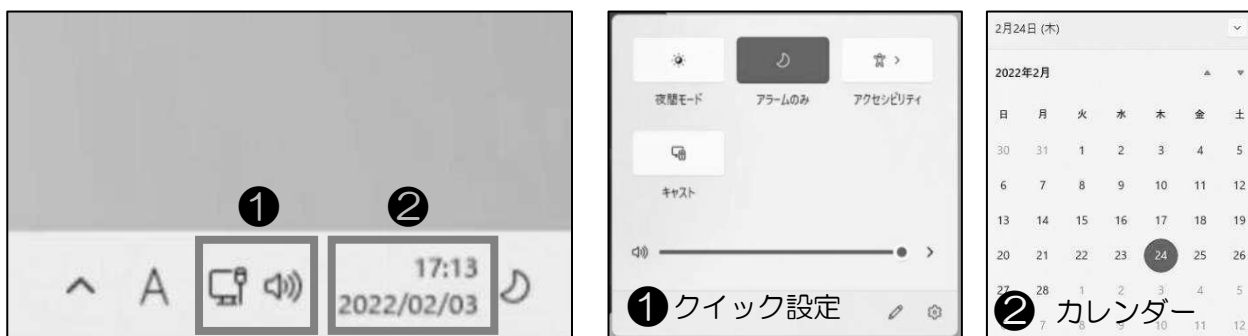 ❶ ❷
A
17:13
2022/02/03
夜間モード アラームのみ アクセシビリティ
キャスト
❶クイック設定
2月24日 (木)
2022年2月
日 月 火 水 木 金 土
30 31 1 2 3 4 5
6 7 8 9 10 11 12
13 14 15 16 17 18 19
20 21 22 23 24 25 26
27 28 1 2 3 4 5
❷ カレンダー
7 8 9 10 11 12